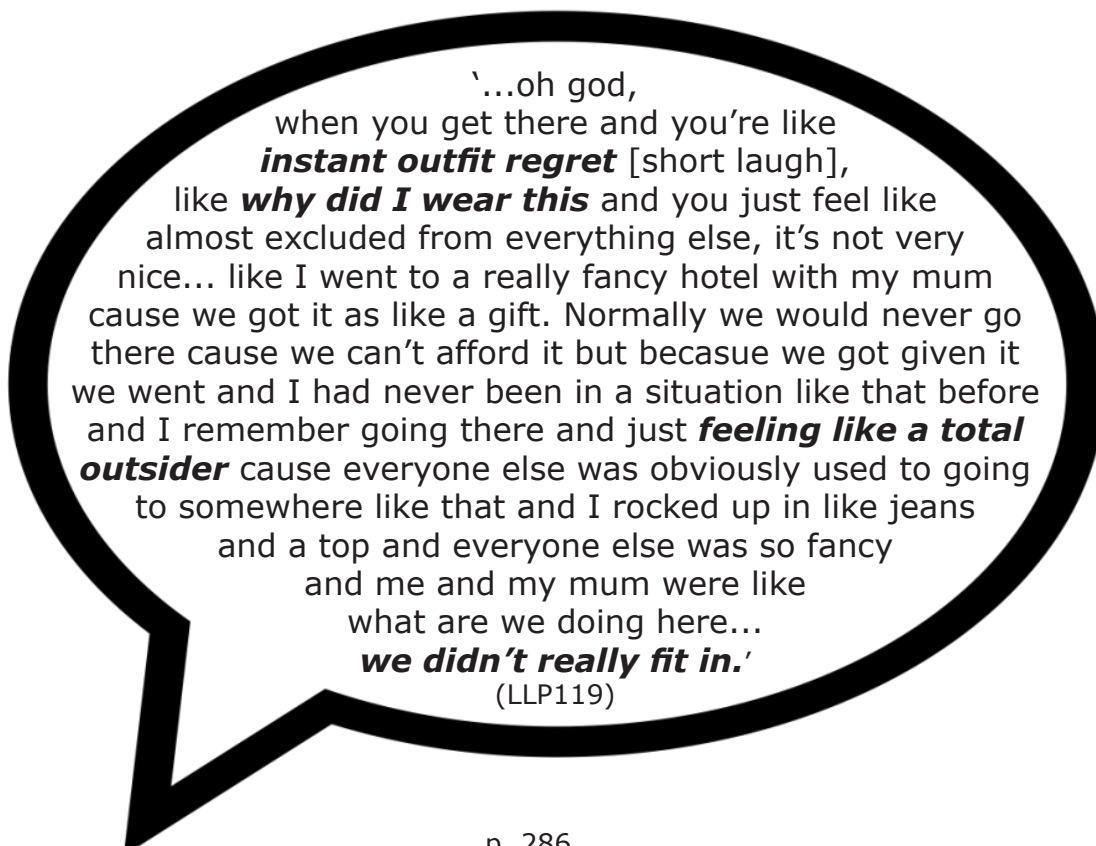 ‘...oh god,
when you get there and you’re like
instant outfit regret [short laugh],
like why did I wear this and you just feel like
almost excluded from everything else, it’s not very
nice... like I went to a really fancy hotel with my mum
cause we got it as like a gift. Normally we would never go
there cause we can’t afford it but becasue we got given it
we went and I had never been in a situation like that before
and I remember going there and just feeling like a total
outsider cause everyone else was obviously used to going
to somewhere like that and I rocked up in like jeans
and a top and everyone else was so fancy
and me and my mum were like
what are we doing here...
we didn’t really fit in.’
(LLP119)
p. 286